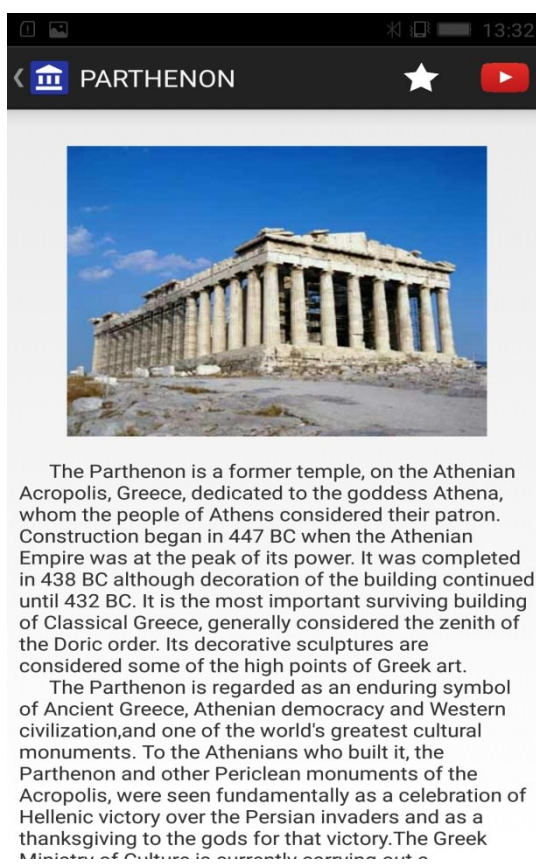 13:32
PARTHENON
The Parthenon is a former temple, on the Athenian
Acropolis, Greece, dedicated to the goddess Athena,
whom the people of Athens considered their patron.
Construction began in 447 BC when the Athenian
Empire was at the peak of its power. It was completed
in 438 BC although decoration of the building continued
until 432 BC. It is the most important surviving building
of Classical Greece, generally considered the zenith of
the Doric order. Its decorative sculptures are
considered some of the high points of Greek art.
The Parthenon is regarded as an enduring symbol
of Ancient Greece, Athenian democracy and Western
civilization,and one of the world's greatest cultural
monuments. To the Athenians who built it, the
Parthenon and other Periclean monuments of the
Acropolis, were seen fundamentally as a celebration of
Hellenic victory over the Persian invaders and as a
thanksgiving to the gods for that victory.The Greek
Ministry of Culture is currently carrying out a